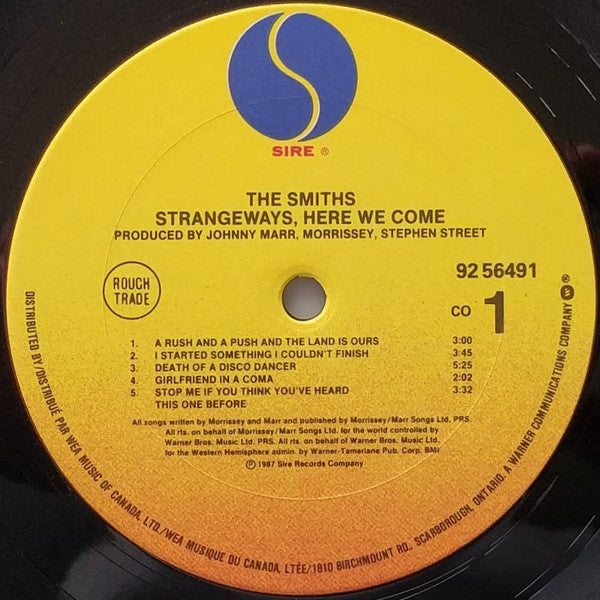 SIRE ®
THE SMITHS
STRANGEWAYS, HERE WE COME
PRODUCED BY JOHNNY MARR, MORRISSEY, STEPHEN STREET
ROUGH
TRADE
92 56491
CO 1
1. A RUSH AND A PUSH AND THE LAND IS OURS 3:00
2. I STARTED SOMETHING I COULDN'T FINISH 3:45
3. DEATH OF A DISCO DANCER 5:25
4. GIRLFRIEND IN A COMA 2:02
5. STOP ME IF YOU THINK YOU'VE HEARD 3:32
THIS ONE BEFORE
All songs written by Morrissey and Marr and published by Morrissey/Marr Songs Ltd. PRS.
All rts. on behalf of Morrissey/Marr Songs Ltd. for the world controlled by
Warner Bros. Music Ltd. PRS. All rts. on behalf of Warner Bros. Music Ltd.
for the Western Hemisphere admin. by Warner-Tamerlane Pub. Corp. BMI
℗ 1987 Sire Records Company
DISTRIBUTED BY/DISTRIBUÉ PAR WEA MUSIC OF CANADA, LTD./WEA MUSIQUE DU CANADA, LTÉE/1810 BIRCHMOUNT RD., SCARBOROUGH, ONTARIO. A WARNER COMMUNICATIONS COMPANY ®